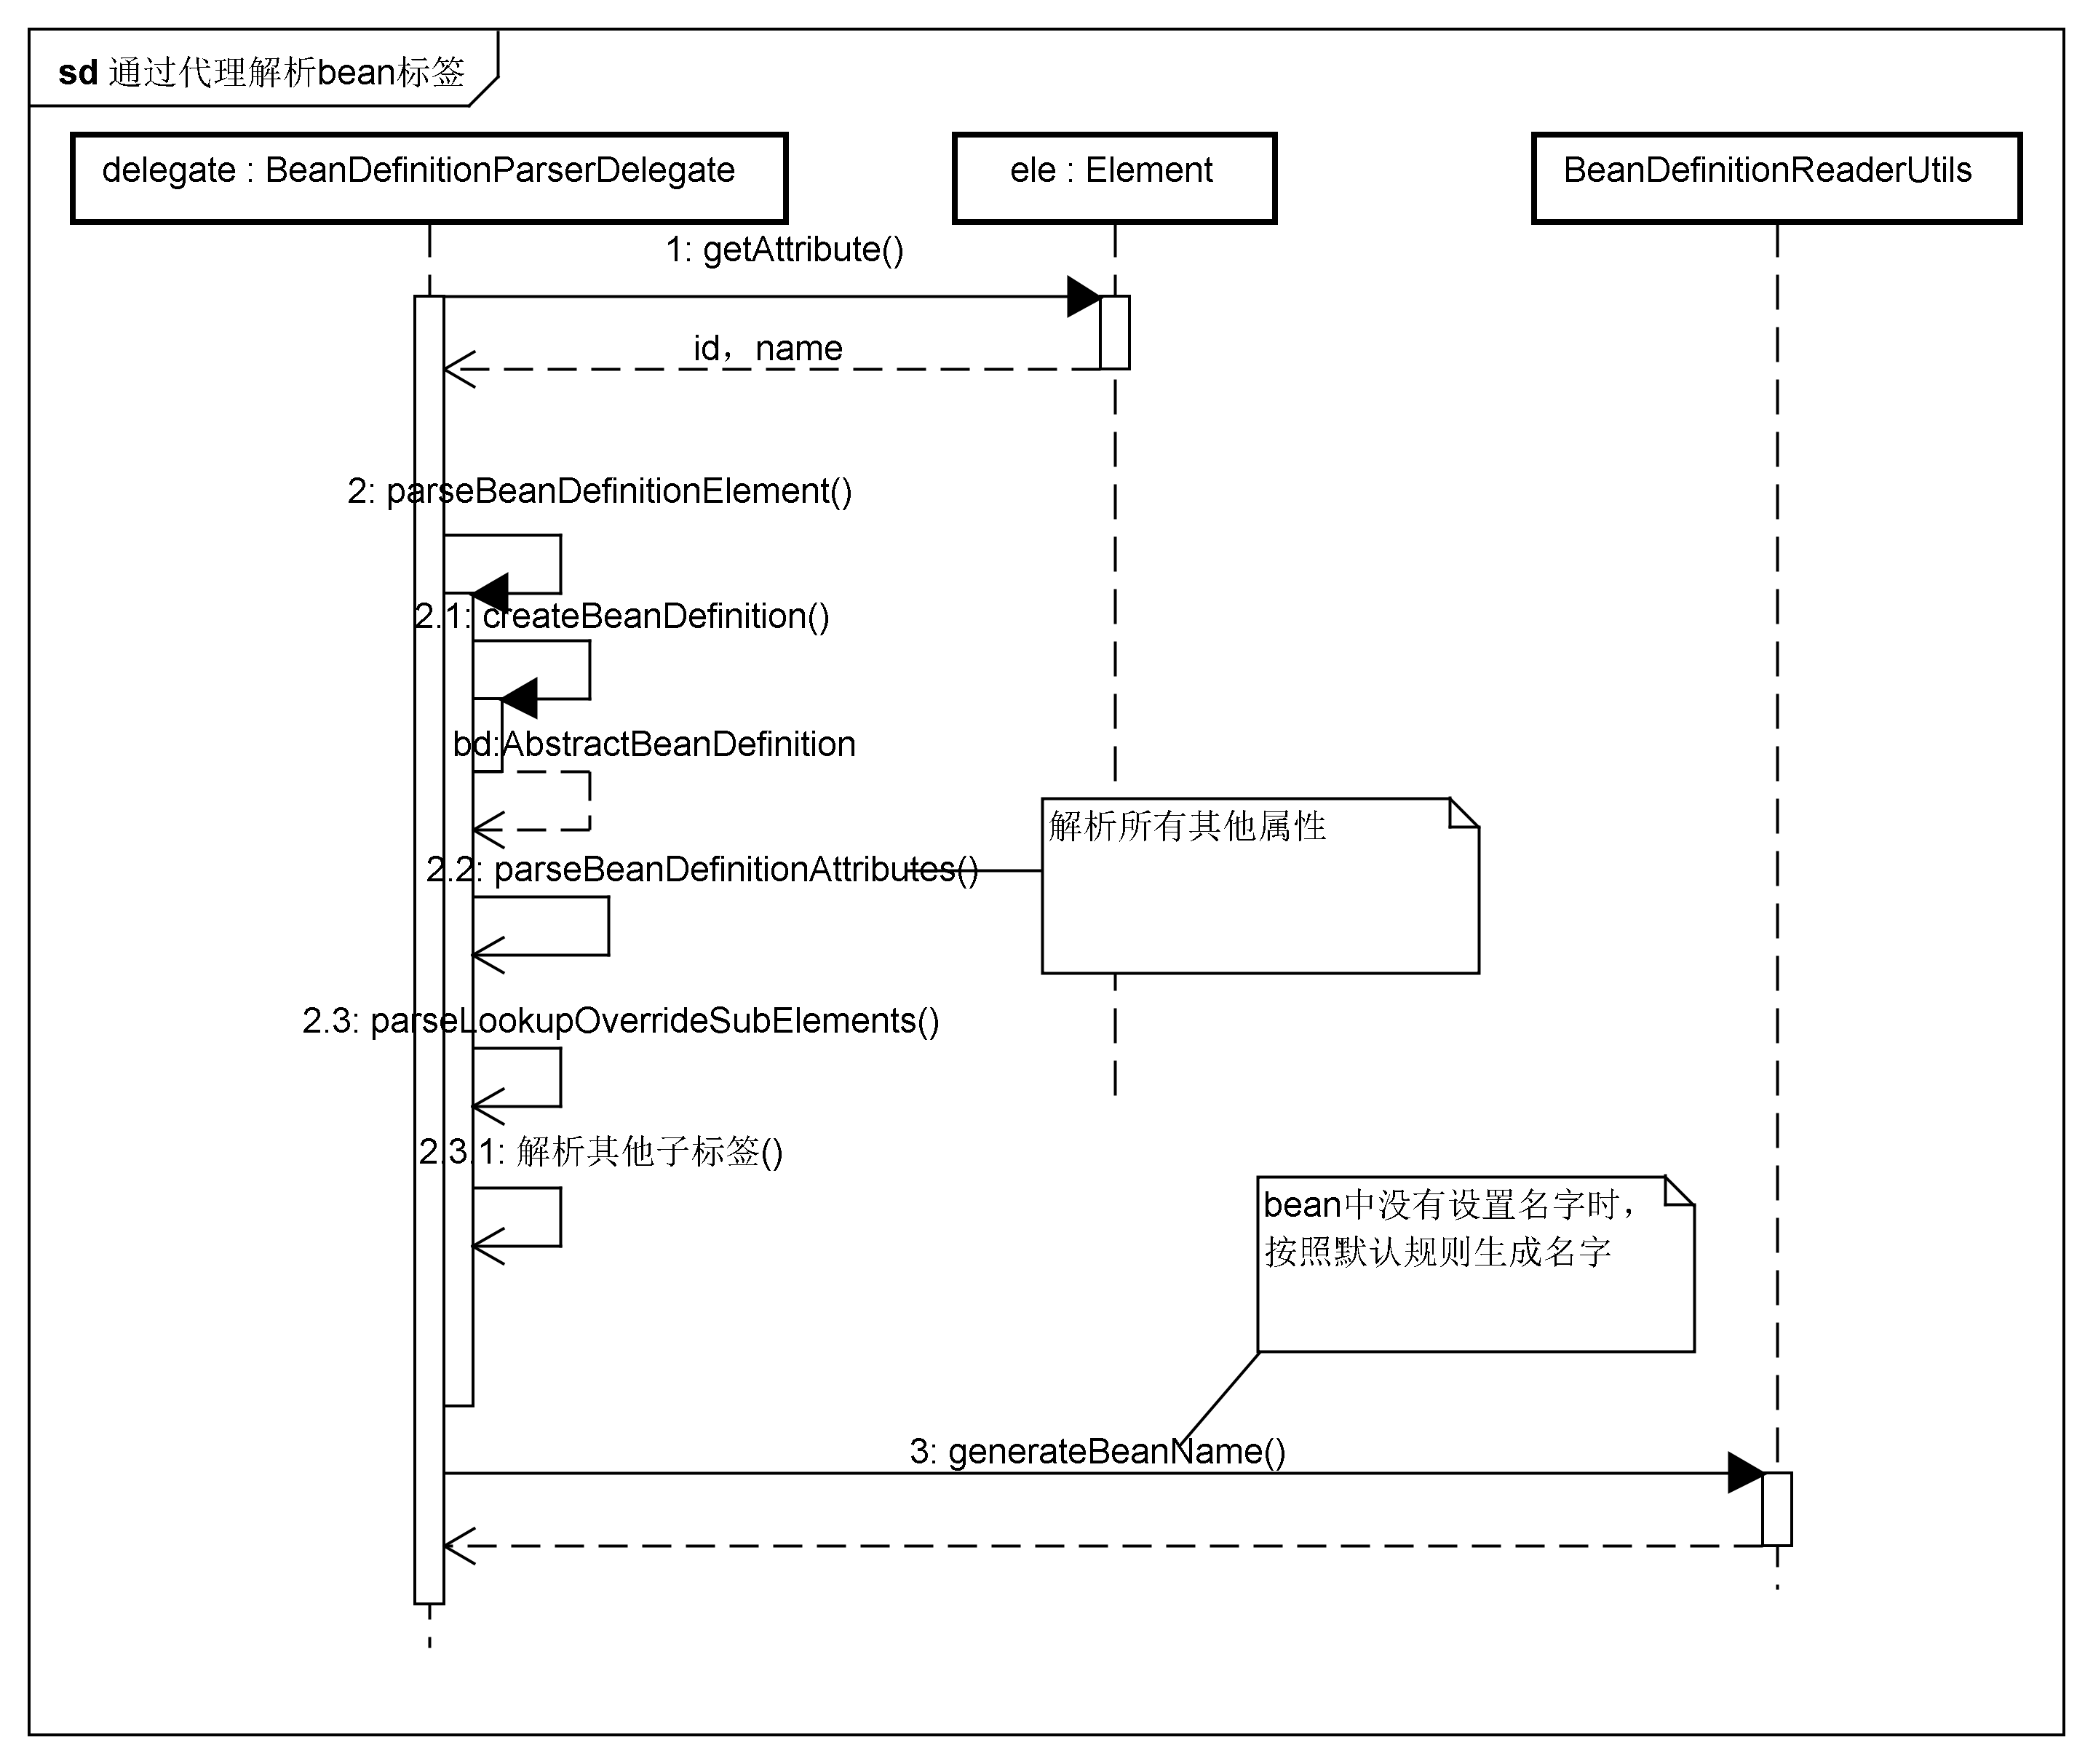 sd 通过代理解析bean标签
delegate : BeanDefinitionParserDelegate
ele : Element
BeanDefinitionReaderUtils
1: getAttribute()
id，name
2: parseBeanDefinitionElement()
2.1: createBeanDefinition()
bd:AbstractBeanDefinition
解析所有其他属性
2.2: parseBeanDefinitionAttributes()
2.3: parseLookupOverrideSubElements()
2.3.1: 解析其他子标签()
bean中没有设置名字时，
按照默认规则生成名字
3: generateBeanName()